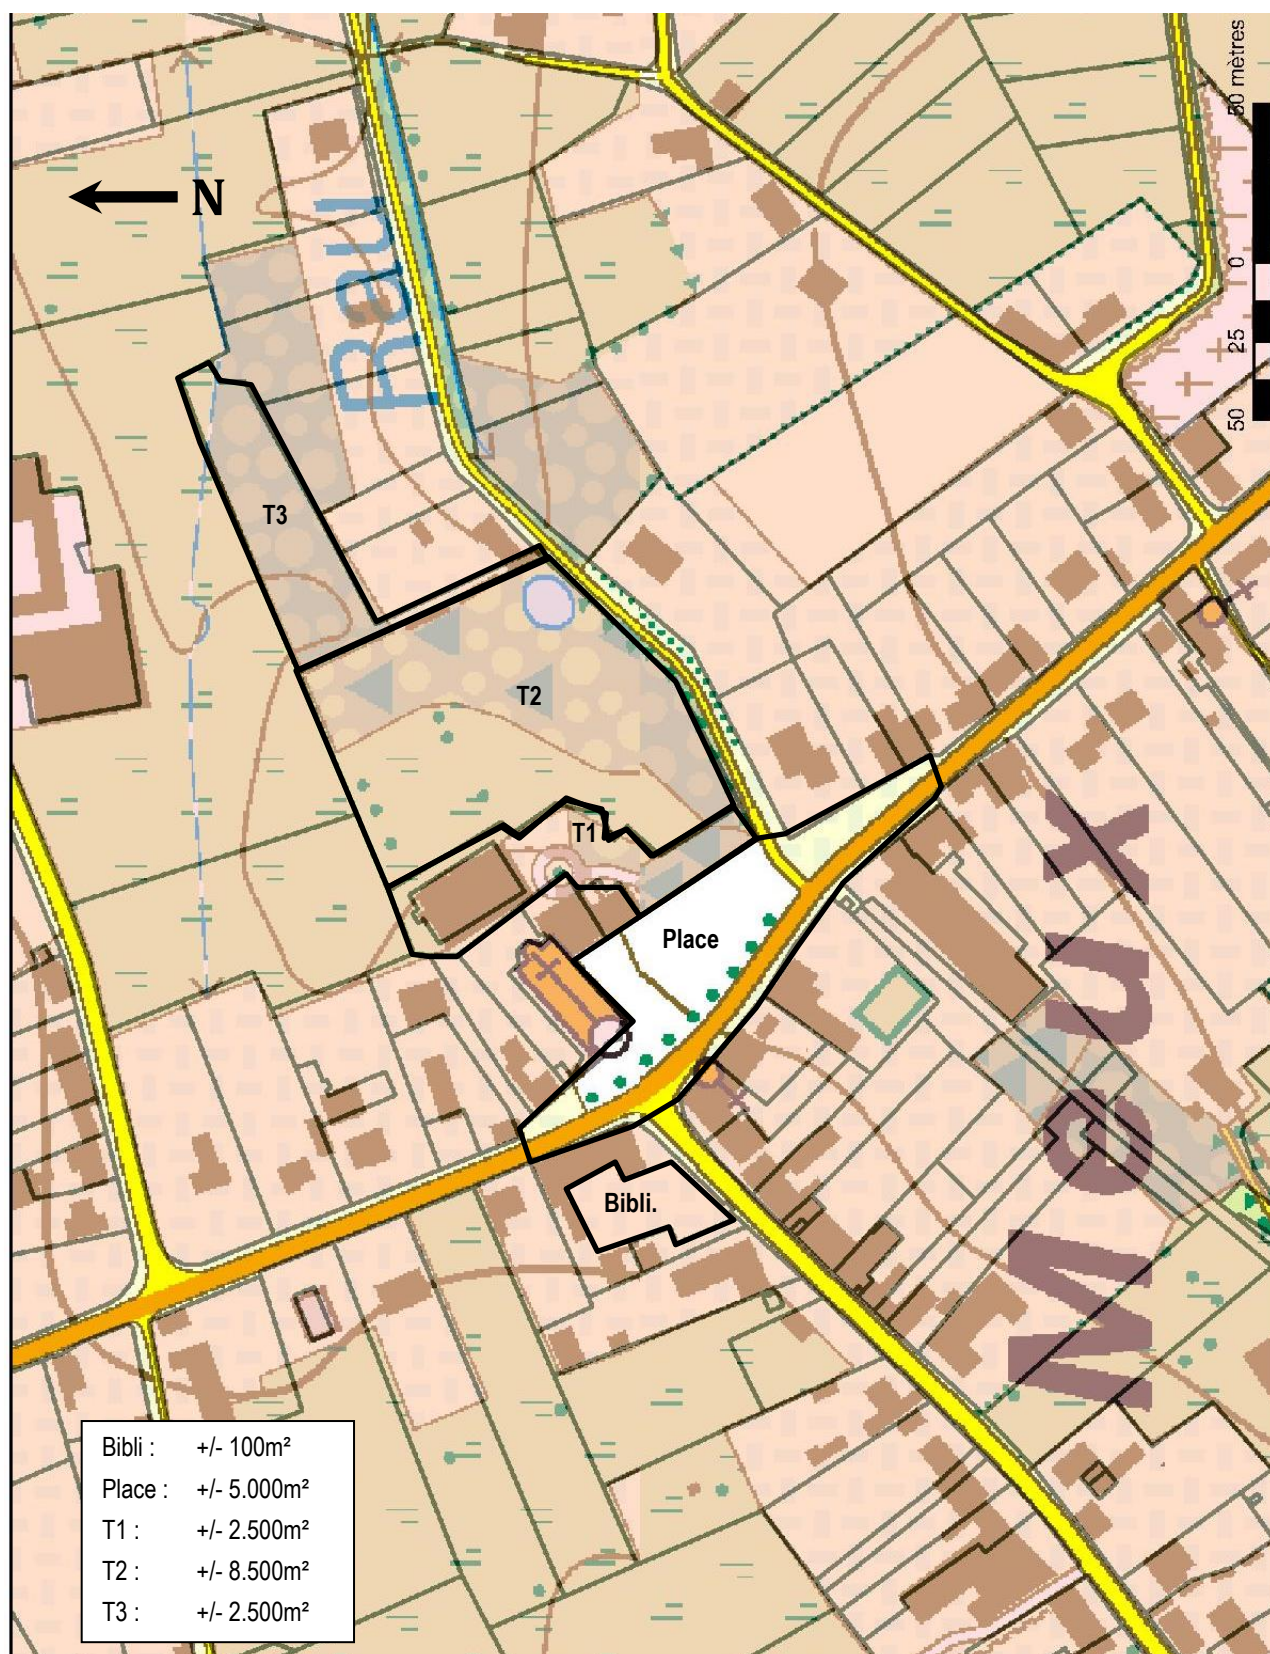 50 mètres
0
25
50
N
Rau
T3
T2
T1
Place
Bibli.
Meux
Bibli : +/- 100m²
Place : +/- 5.000m²
T1 : +/- 2.500m²
T2 : +/- 8.500m²
T3 : +/- 2.500m²